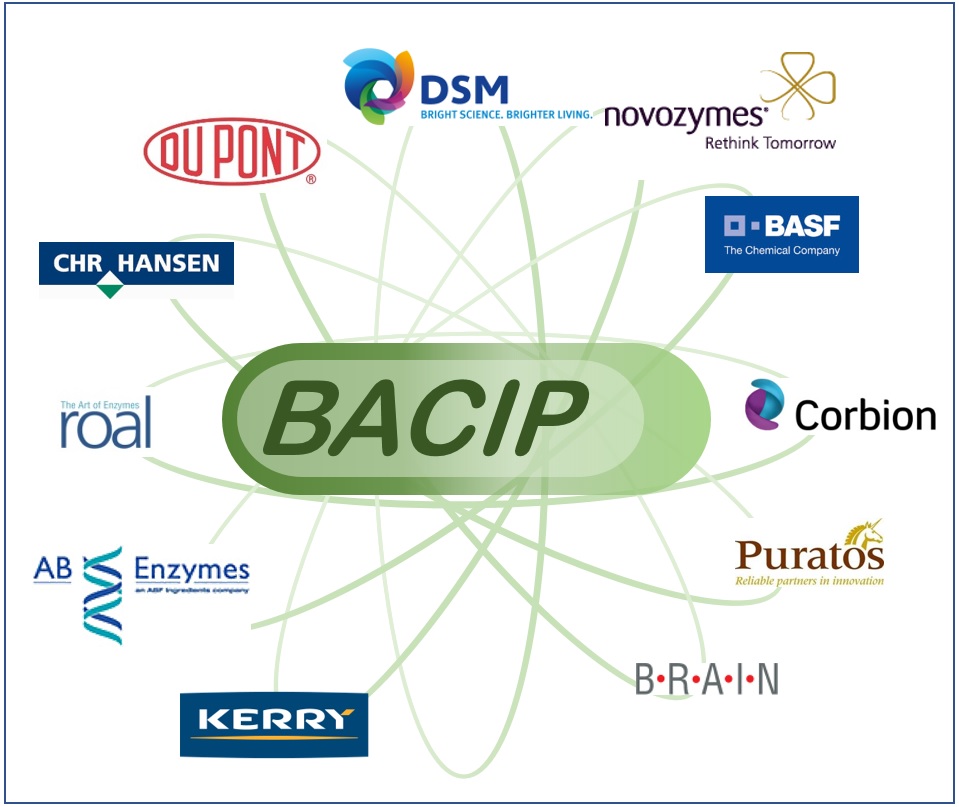 DSM
BRIGHT SCIENCE. BRIGHTER LIVING.
novozymes®
Rethink Tomorrow
DU PONT®
BASF
The Chemical Company
CHR HANSEN
BACIP
The Art of Enzymes
roal
Corbion
Puratos
Reliable partners in innovation
AB Enzymes
an ABF Ingredients company
B·R·A·I·N
KERRY